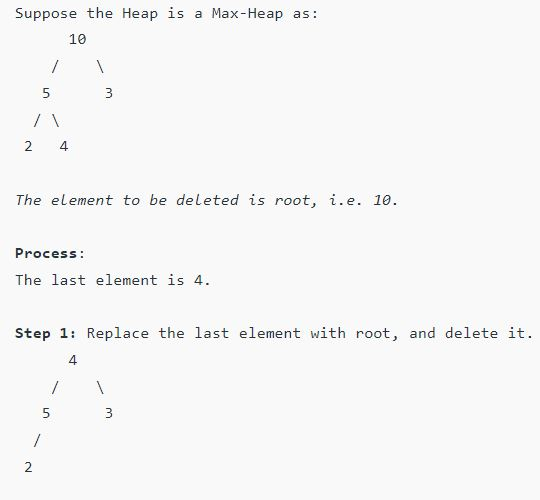 Suppose the Heap is a Max-Heap as:
10
/ \
5 3
/ \
2 4
The element to be deleted is root, i.e. 10.
Process:
The last element is 4.
Step 1: Replace the last element with root, and delete it.
4
/ \
5 3
/
2